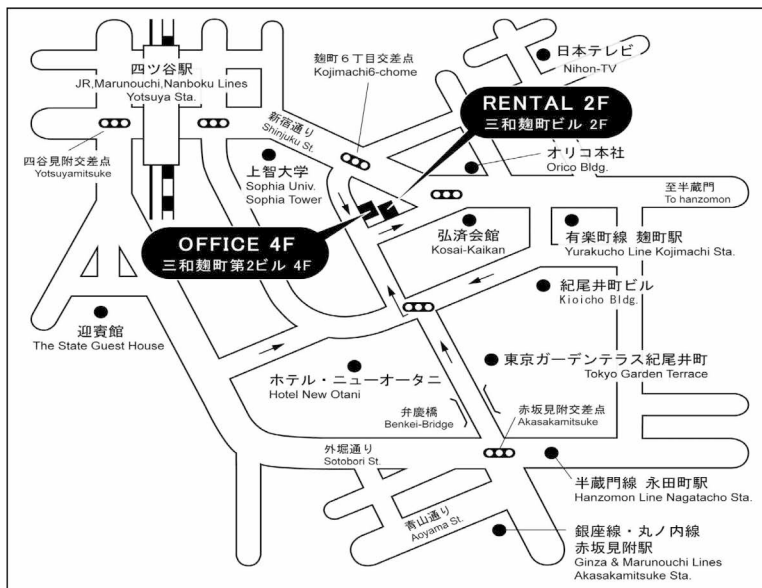 四ツ谷駅
JR,Marunouchi,Nanboku Lines
Yotsuya Sta.
麹町6丁目交差点
Kojimachi6-chome
日本テレビ
Nihon-TV
RENTAL 2F
三和麹町ビル 2F
新宿通り
Shinjuku St.
四谷見附交差点
Yotsuyamitsuke
上智大学
Sophia Univ.
Sophia Tower
オリコ本社
Orico Bldg.
至半蔵門
To hanzomon
OFFICE 4F
三和麹町第2ビル 4F
弘済会館
Kosai-Kaikan
有楽町線 麹町駅
Yurakucho Line Kojimachi Sta.
紀尾井町ビル
Kioicho Bldg.
迎賓館
The State Guest House
東京ガーデンテラス紀尾井町
Tokyo Garden Terrace
ホテル・ニューオータニ
Hotel New Otani
弁慶橋
Benkei-Bridge
赤坂見附交差点
Akasakamitsuke
外堀通り
Sotobori St.
半蔵門線 永田町駅
Hanzomon Line Nagatacho Sta.
青山通り
Aoyama St.
銀座線・丸ノ内線
赤坂見附駅
Ginza & Marunouchi Lines
Akasakamitsuke Sta.